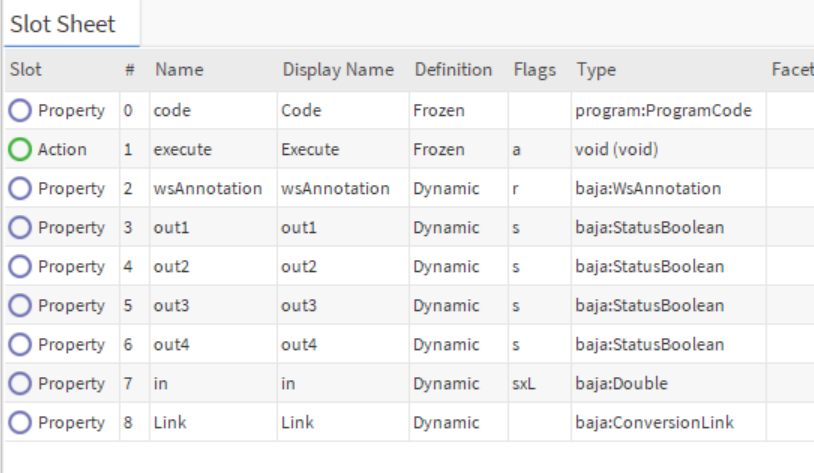 Slot Sheet
Slot # Name Display Name Definition Flags Type Facet
Property 0 code Code Frozen program:ProgramCode
Action 1 execute Execute Frozen a void (void)
Property 2 wsAnnotation wsAnnotation Dynamic r baja:WsAnnotation
Property 3 out1 out1 Dynamic s baja:StatusBoolean
Property 4 out2 out2 Dynamic s baja:StatusBoolean
Property 5 out3 out3 Dynamic s baja:StatusBoolean
Property 6 out4 out4 Dynamic s baja:StatusBoolean
Property 7 in in Dynamic sxL baja:Double
Property 8 Link Link Dynamic baja:ConversionLink